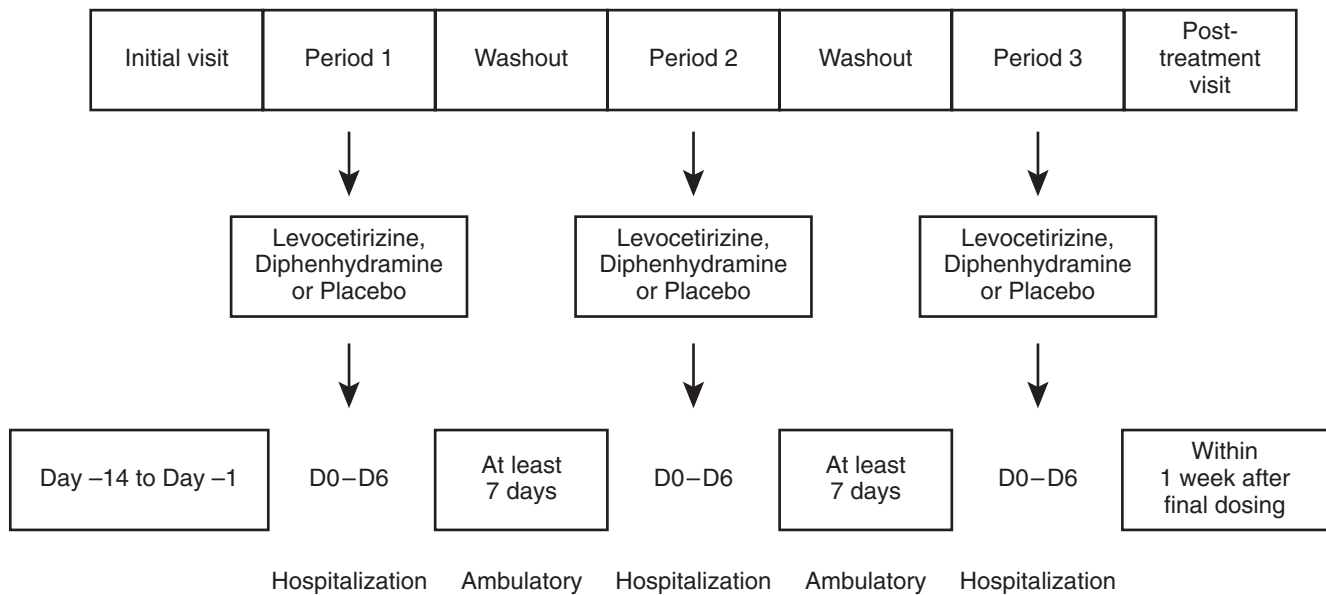 Initial visit
Period 1
Washout
Period 2
Washout
Period 3
Post-
treatment
visit
Levocetirizine,
Diphenhydramine
or Placebo
Levocetirizine,
Diphenhydramine
or Placebo
Levocetirizine,
Diphenhydramine
or Placebo
Day –14 to Day –1
D0–D6
At least
7 days
D0–D6
At least
7 days
D0–D6
Within
1 week after
final dosing
Hospitalization
Ambulatory
Hospitalization
Ambulatory
Hospitalization